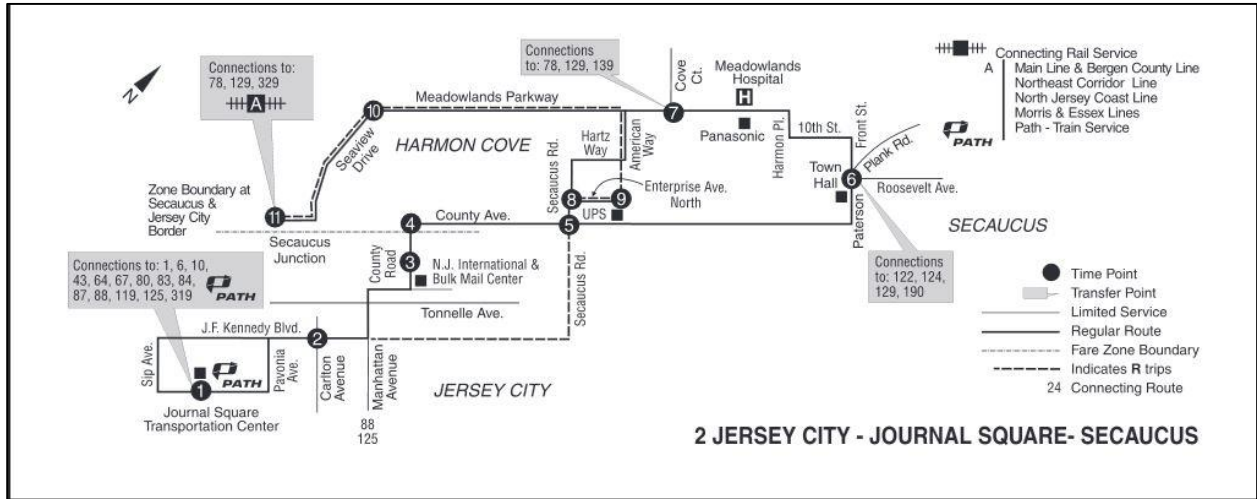 N
Connections to:
78, 129, 329
A
Connections
to: 78, 129, 139
Cove
Ct.
Meadowlands
Hospital
H
Panasonic
Connecting Rail Service
A
Main Line & Bergen County Line
Northeast Corridor Line
North Jersey Coast Line
Morris & Essex Lines
Path - Train Service
PATH
10
Meadowlands Parkway
7
HARMON COVE
Seaview
Drive
Hartz
Way
American
Way
Secaucus Rd.
Harmon Pl.
10th St.
Front St.
Plank Rd.
Town
Hall
6
Roosevelt Ave.
Paterson
SECAUCUS
Zone Boundary at
Secaucus &
Jersey City
Border
11
Secaucus
Junction
8
9
Enterprise Ave.
North
UPS
4
County Ave.
5
County
Road
3
N.J. International &
Bulk Mail Center
Secaucus Rd.
Tonnelle Ave.
Connections to: 1, 6, 10,
43, 64, 67, 80, 83, 84,
87, 88, 119, 125, 319
PATH
Connections
to: 122, 124,
129, 190
J.F. Kennedy Blvd.
2
Sip Ave.
Pavonia
Ave.
Carlton
Avenue
Manhattan
Avenue
PATH
1
Journal Square
Transportation Center
JERSEY CITY
88
125
Time Point
Transfer Point
Limited Service
Regular Route
Fare Zone Boundary
Indicates R trips
24 Connecting Route
2 JERSEY CITY - JOURNAL SQUARE- SECAUCUS